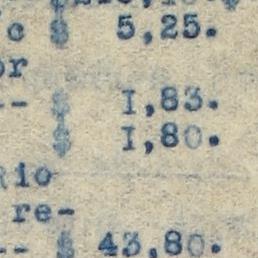 c $ 5,25.
or
-- $ I,83.
$ I,80.
Rio
re-
-- $ 43,80.